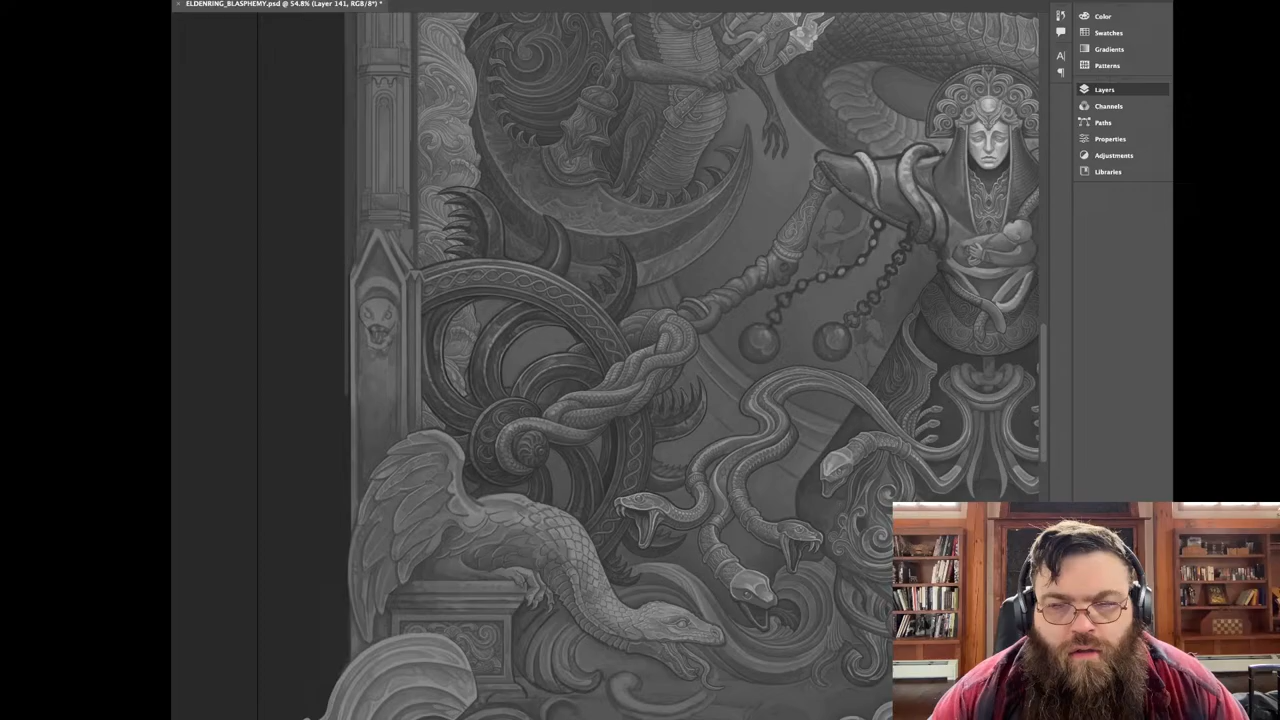 × ELDENRING_BLASPHEMY.psd @ 54.8% (Layer 141, RGB/8*) *
Color
Swatches
Gradients
Patterns
Layers
Channels
Paths
Properties
Adjustments
Libraries